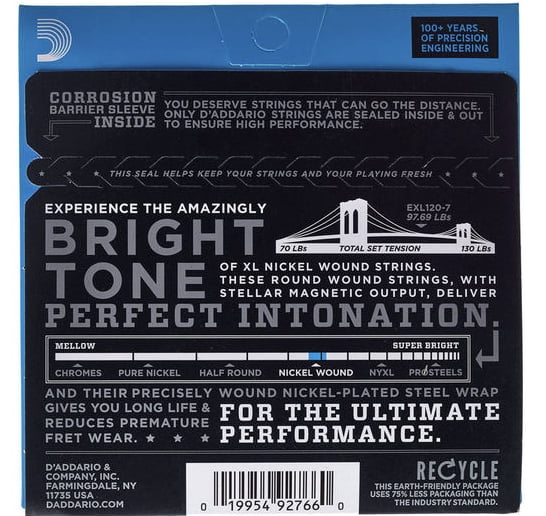 100+ YEARS
OF PRECISION
ENGINEERING
CORROSION
BARRIER SLEEVE
INSIDE
YOU DESERVE STRINGS THAT CAN GO THE DISTANCE.
ONLY D'ADDARIO STRINGS ARE SEALED INSIDE & OUT
TO ENSURE HIGH PERFORMANCE.
THIS SEAL HELPS KEEP YOUR STRINGS AND YOUR PLAYING FRESH
EXPERIENCE THE AMAZINGLY
BRIGHT
TONE
EXL120-7
97.69 LBs
70 LBs TOTAL SET TENSION 130 LBs
OF XL NICKEL WOUND STRINGS.
THESE ROUND WOUND STRINGS, WITH
STELLAR MAGNETIC OUTPUT, DELIVER
PERFECT INTONATION.
MELLOW SUPER BRIGHT
CHROMES PURE NICKEL HALF ROUND NICKEL WOUND NYXL PROSTEELS
AND THEIR PRECISELY WOUND NICKEL-PLATED STEEL WRAP
GIVES YOU LONG LIFE &
REDUCES PREMATURE
FRET WEAR.
FOR THE ULTIMATE
PERFORMANCE.
D'ADDARIO &
COMPANY, INC.
FARMINGDALE, NY
11735 USA
DADDARIO.COM
0 19954 92766 0
RECYCLE
THIS EARTH-FRIENDLY PACKAGE
USES 75% LESS PACKAGING THAN
THE INDUSTRY STANDARD.